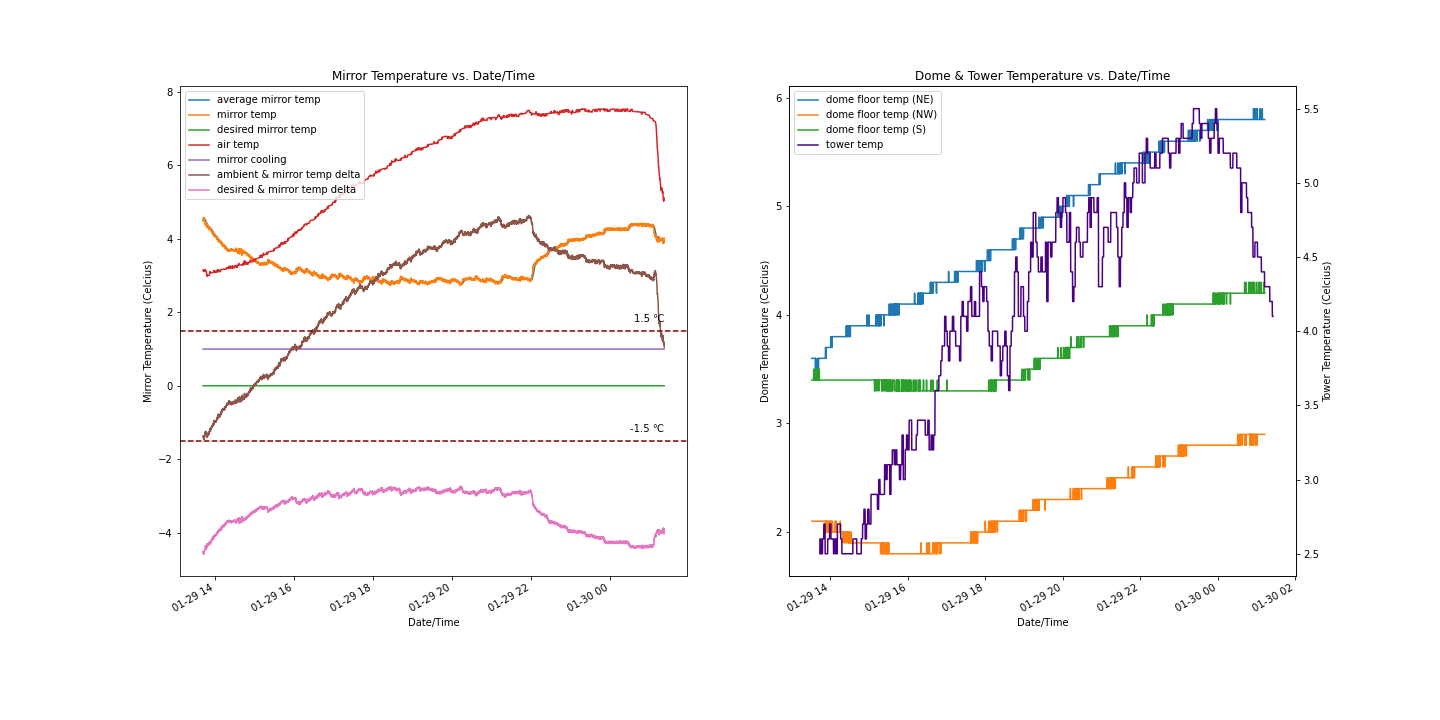 Mirror Temperature vs. Date/Time
average mirror temp
mirror temp
desired mirror temp
air temp
mirror cooling
ambient & mirror temp delta
desired & mirror temp delta
1.5 °C
-1.5 °C
8
6
4
2
0
−2
−4
Mirror Temperature (Celcius)
01-29 14
01-29 16
01-29 18
01-29 20
01-29 22
01-30 00
Date/Time
Dome & Tower Temperature vs. Date/Time
dome floor temp (NE)
dome floor temp (NW)
dome floor temp (S)
tower temp
6
5
4
3
2
Dome Temperature (Celcius)
5.5
5.0
4.5
4.0
3.5
3.0
2.5
Tower Temperature (Celcius)
01-29 14
01-29 16
01-29 18
01-29 20
01-29 22
01-30 00
01-30 02
Date/Time